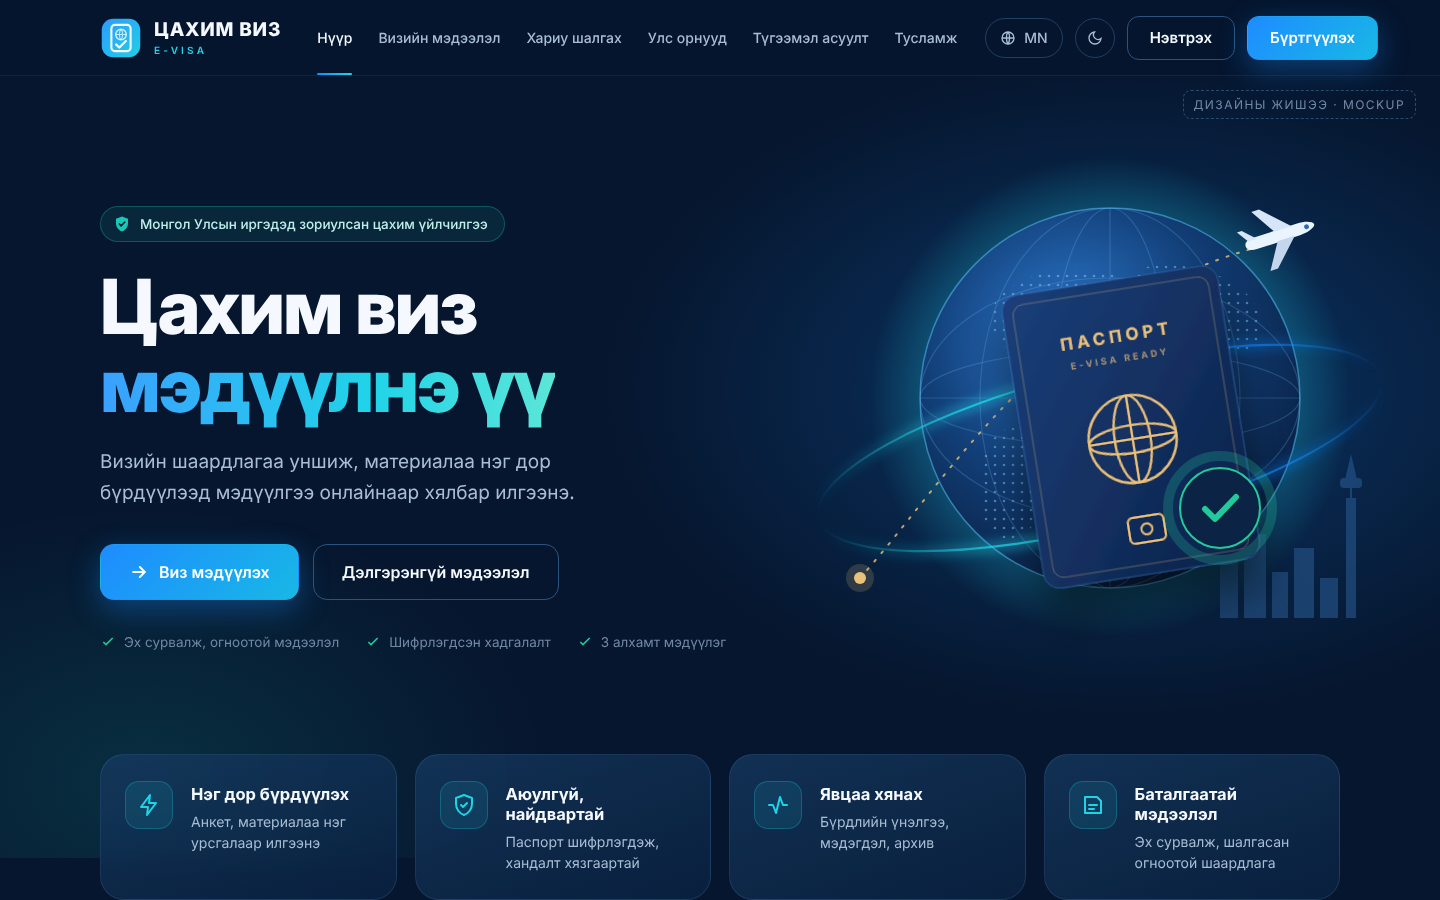 ЦАХИМ ВИЗ
E-VISA
Нүүр
Визийн мэдээлэл
Хариу шалгах
Улс орнууд
Түгээмэл асуулт
Тусламж
MN
Нэвтрэх
Бүртгүүлэх
ДИЗАЙНЫ ЖИШЭЭ · MOCKUP
Монгол Улсын иргэдэд зориулсан цахим үйлчилгээ
Цахим виз
мэдүүлнэ үү
Визийн шаардлагаа уншиж, материалаа нэг дор
бүрдүүлээд мэдүүлгээ онлайнаар хялбар илгээнэ.
Виз мэдүүлэх
Дэлгэрэнгүй мэдээлэл
Эх сурвалж, огноотой мэдээлэл
Шифрлэгдсэн хадгалалт
3 алхамт мэдүүлэг
ПАСПОРТ
E-VISA READY
Нэг дор бүрдүүлэх
Анкет, материалаа нэг
урсгалаар илгээнэ
Аюулгүй,
найдвартай
Паспорт шифрлэгдэж,
хандалт хязгаартай
Явцаа хянах
Бүрдлийн үнэлгээ,
мэдэгдэл, архив
Баталгаатай
мэдээлэл
Эх сурвалж, шалгасан
огноотой шаардлага